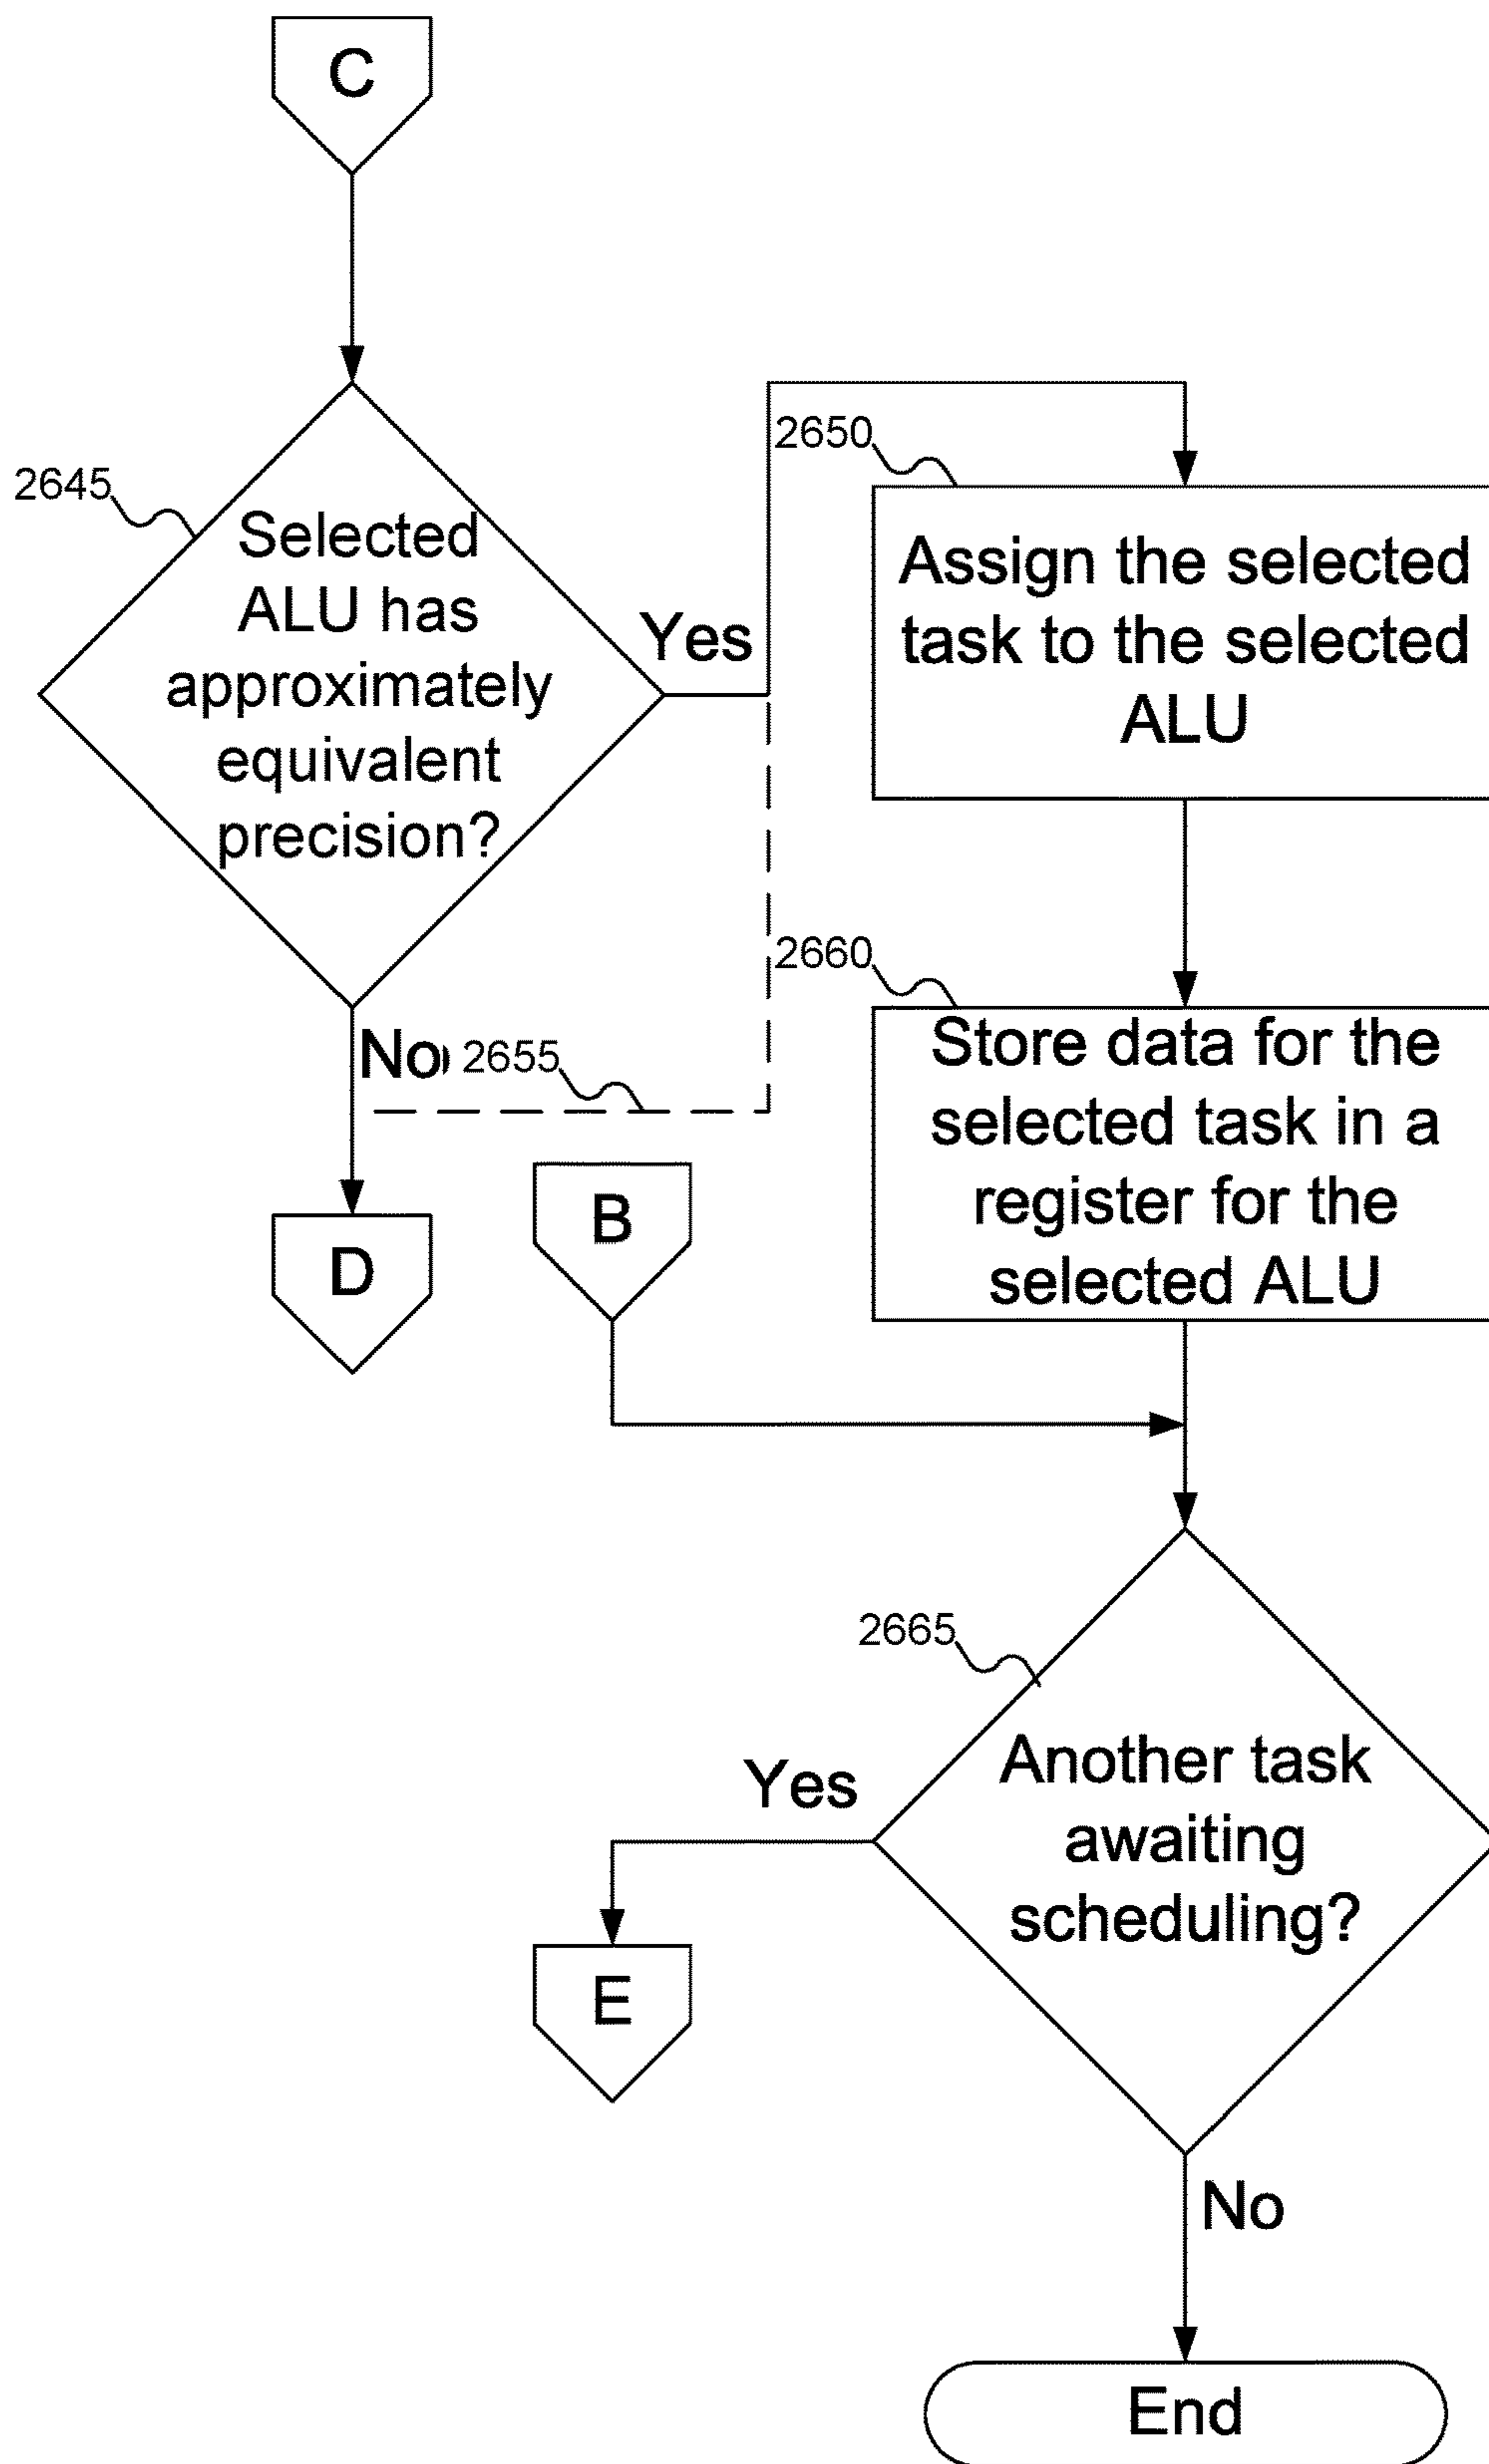 C
2645
Selected
ALU has
approximately
equivalent
precision?
Yes
2650
Assign the selected
task to the selected
ALU
No
2655
2660
Store data for the
selected task in a
register for the
selected ALU
D
B
2665
Another task
awaiting
scheduling?
Yes
E
No
End